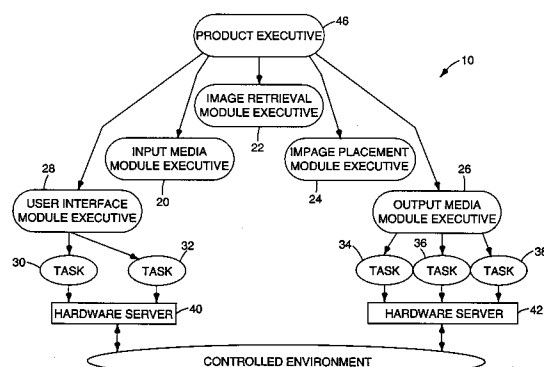 46
PRODUCT EXECUTIVE
10
IMAGE RETRIEVAL
MODULE EXECUTIVE
22
INPUT MEDIA
MODULE EXECUTIVE
20
IMPAGE PLACEMENT
MODULE EXECUTIVE
24
28
USER INTERFACE
MODULE EXECUTIVE
26
OUTPUT MEDIA
MODULE EXECUTIVE
30
TASK
32
TASK
34
TASK
36
TASK
38
TASK
HARDWARE SERVER
40
HARDWARE SERVER
42
CONTROLLED ENVIRONMENT